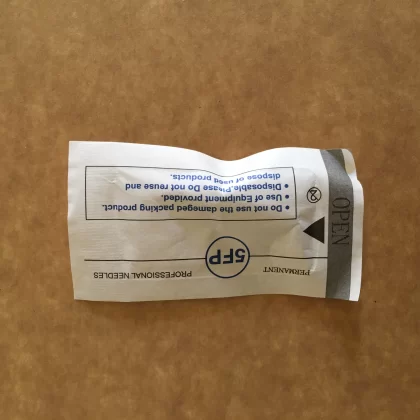 PERMANENT 5FP PROFESSIONAL NEEDLES
OPEN
• Do not use the damaged packing product.
• Use of Equipment provided.
• Disposable,Please Do not reuse and
dispose of used products.